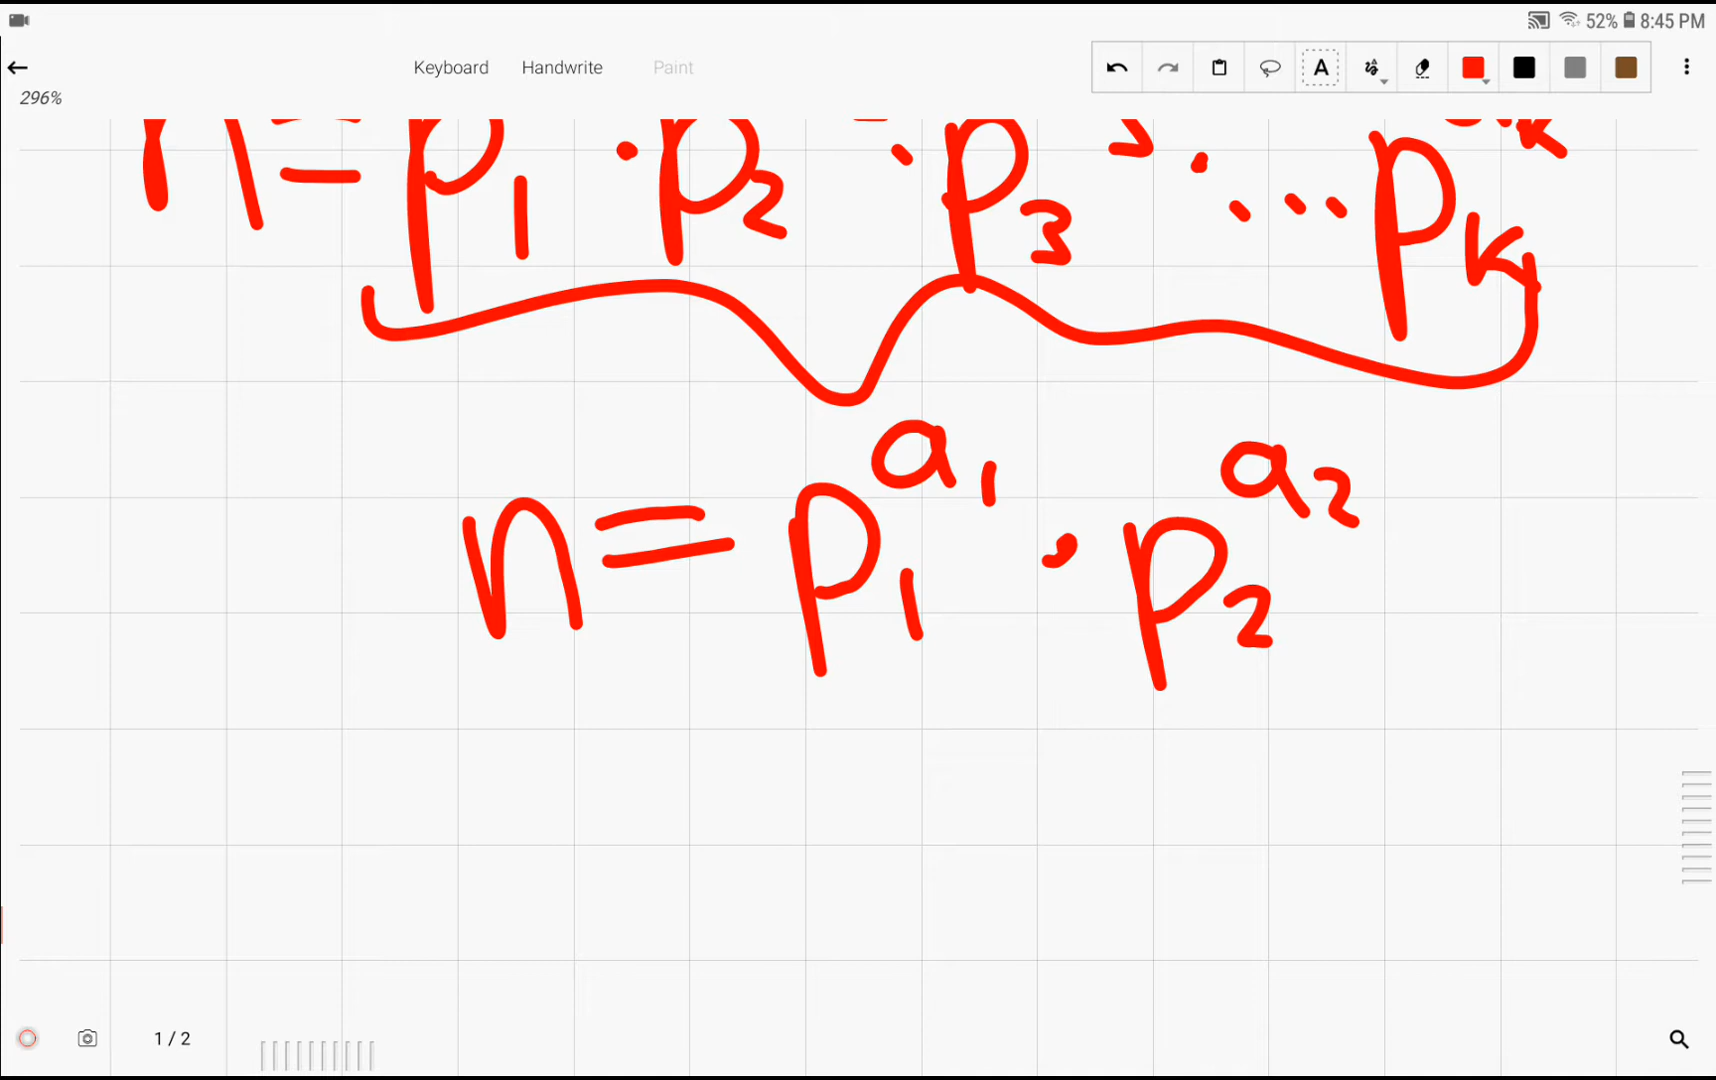 52% 8:45 PM
Keyboard Handwrite Paint A
296%
n = p₁ · p₂ · p₃ · ... pₖ
n = p₁^a₁ · p₂^a₂
1 / 2